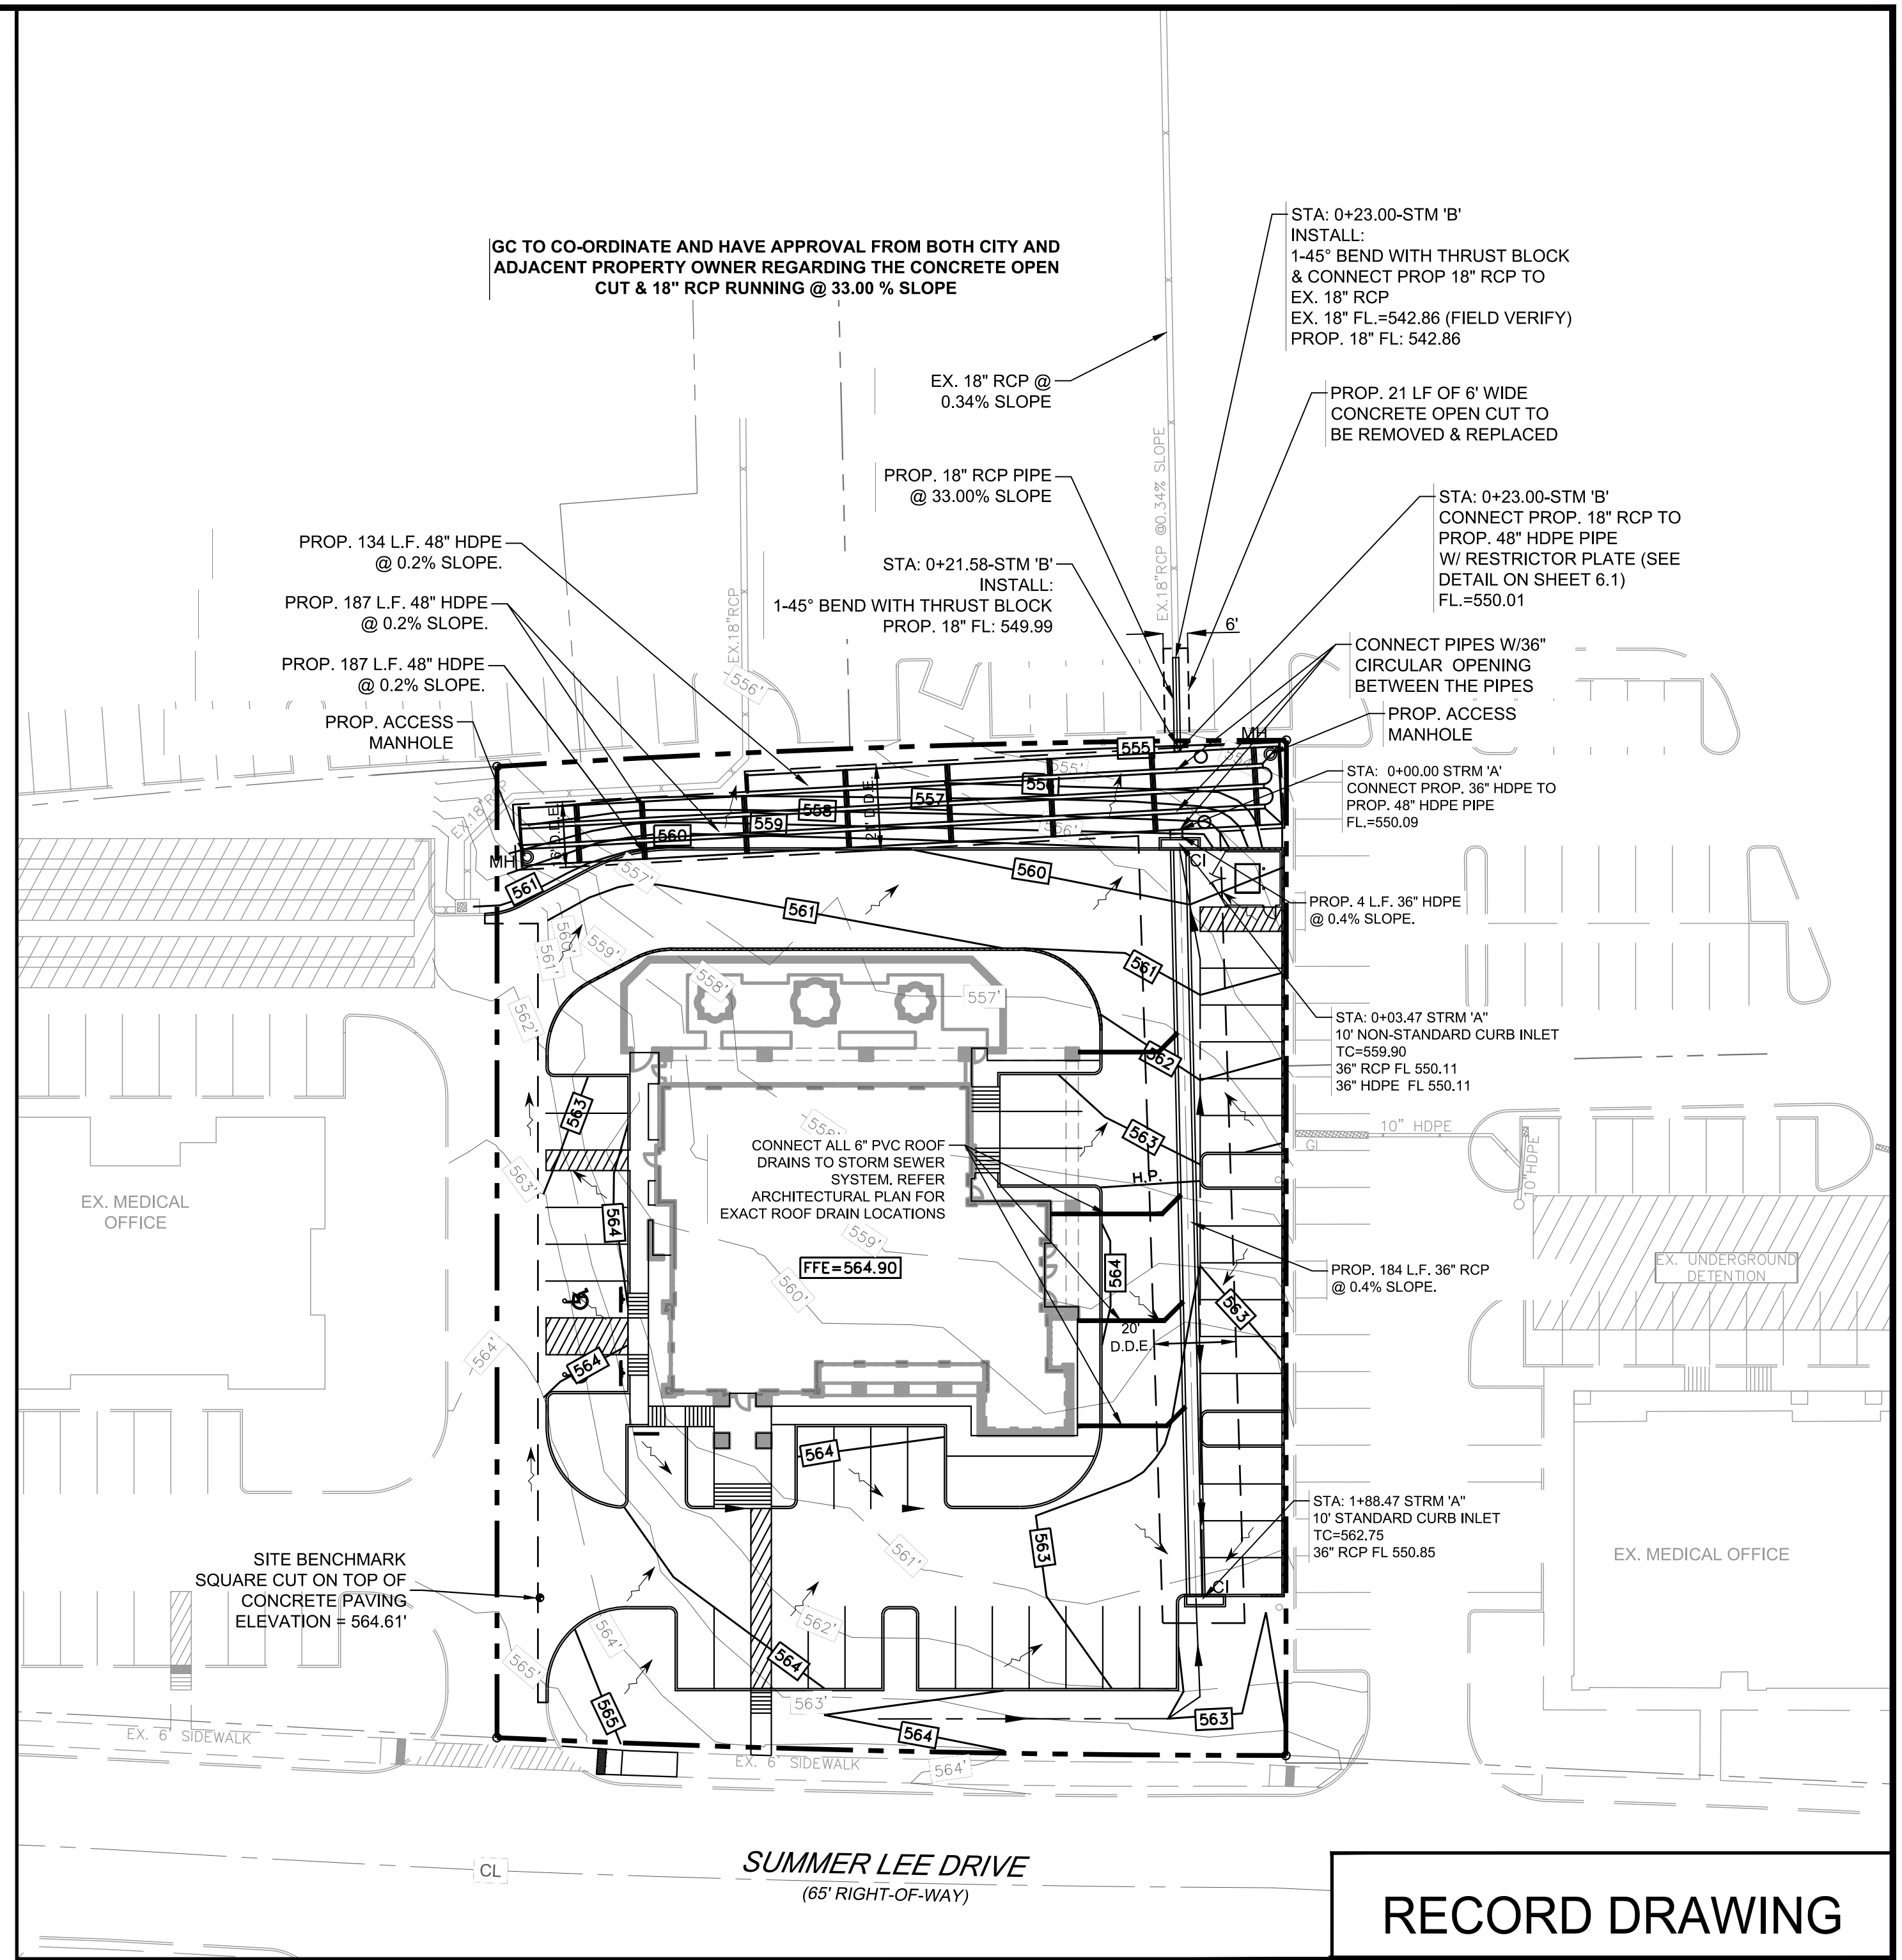 GC TO CO-ORDINATE AND HAVE APPROVAL FROM BOTH CITY AND
ADJACENT PROPERTY OWNER REGARDING THE CONCRETE OPEN
CUT & 18" RCP RUNNING @ 33.00 % SLOPE
STA: 0+23.00-STM 'B'
INSTALL:
1-45° BEND WITH THRUST BLOCK
& CONNECT PROP 18" RCP TO
EX. 18" RCP
EX. 18" FL.=542.86 (FIELD VERIFY)
PROP. 18" FL: 542.86
EX. 18" RCP @
0.34% SLOPE
PROP. 21 LF OF 6' WIDE
CONCRETE OPEN CUT TO
BE REMOVED & REPLACED
EX.18"RCP @0.34% SLOPE
PROP. 18" RCP PIPE
@ 33.00% SLOPE
STA: 0+23.00-STM 'B'
CONNECT PROP. 18" RCP TO
PROP. 48" HDPE PIPE
W/ RESTRICTOR PLATE (SEE
DETAIL ON SHEET 6.1)
FL.=550.01
PROP. 134 L.F. 48" HDPE
@ 0.2% SLOPE.
STA: 0+21.58-STM 'B'
INSTALL:
1-45° BEND WITH THRUST BLOCK
PROP. 18" FL: 549.99
PROP. 187 L.F. 48" HDPE
@ 0.2% SLOPE.
6'
EX.18"RCP
CONNECT PIPES W/36"
CIRCULAR OPENING
BETWEEN THE PIPES
PROP. 187 L.F. 48" HDPE
@ 0.2% SLOPE.
556'
PROP. ACCESS
MANHOLE
PROP. ACCESS
MANHOLE
MH
555
555'
STA: 0+00.00 STRM 'A'
CONNECT PROP. 36" HDPE TO
PROP. 48" HDPE PIPE
FL.=550.09
EX.18"RCP
D.D.E.
D.D.E.
557
558
559
560
556'
MH
CI
561
557'
560
PROP. 4 L.F. 36" HDPE
@ 0.4% SLOPE.
561
560'
559'
561'
558'
561
557'
562'
STA: 0+03.47 STRM 'A"
10' NON-STANDARD CURB INLET
TC=559.90
36" RCP FL 550.11
36" HDPE FL 550.11
562
563
563
10" HDPE
GI
10"HDPE
CONNECT ALL 6" PVC ROOF
DRAINS TO STORM SEWER
SYSTEM. REFER
ARCHITECTURAL PLAN FOR
EXACT ROOF DRAIN LOCATIONS
H.P.
563'
EX. MEDICAL
OFFICE
564
559'
FFE=564.90
560'
564
EX. UNDERGROUND
DETENTION
PROP. 184 L.F. 36" RCP
@ 0.4% SLOPE.
563
20'
D.D.E.
564'
564
564
STA: 1+88.47 STRM 'A"
10' STANDARD CURB INLET
TC=562.75
36" RCP FL 550.85
563
561'
EX. MEDICAL OFFICE
SITE BENCHMARK
SQUARE CUT ON TOP OF
CONCRETE PAVING
ELEVATION = 564.61'
CI
562'
564'
564
565'
563'
565
564
563
EX. 6' SIDEWALK
EX. 6' SIDEWALK
564'
SUMMER LEE DRIVE
(65' RIGHT-OF-WAY)
CL
RECORD DRAWING